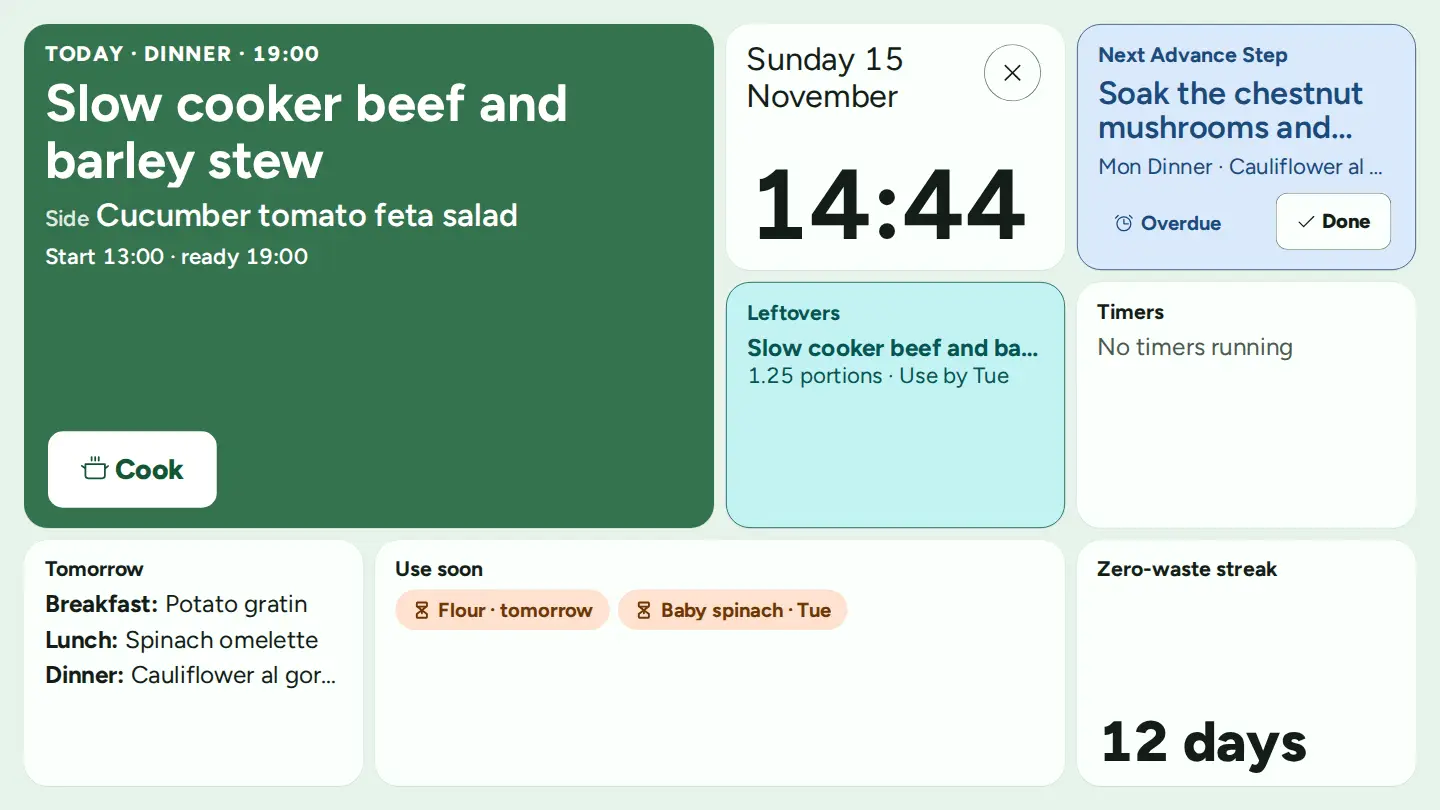 TODAY · DINNER · 19:00
Slow cooker beef and
barley stew
Side Cucumber tomato feta salad
Start 13:00 · ready 19:00
Cook
Sunday 15
November
14:44
Next Advance Step
Soak the chestnut
mushrooms and...
Mon Dinner · Cauliflower al ...
Overdue
Done
Leftovers
Slow cooker beef and ba...
1.25 portions · Use by Tue
Timers
No timers running
Tomorrow
Breakfast: Potato gratin
Lunch: Spinach omelette
Dinner: Cauliflower al gor...
Use soon
Flour · tomorrow
Baby spinach · Tue
Zero-waste streak
12 days